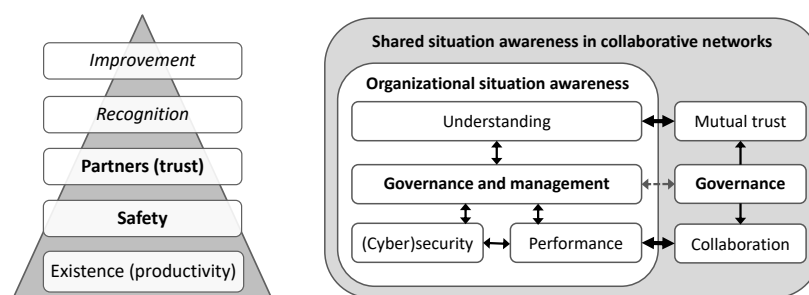 Improvement
Recognition
Partners (trust)
Safety
Existence (productivity)
Shared situation awareness in collaborative networks
Organizational situation awareness
Understanding
Mutual trust
Governance and management
Governance
(Cyber)security
Performance
Collaboration